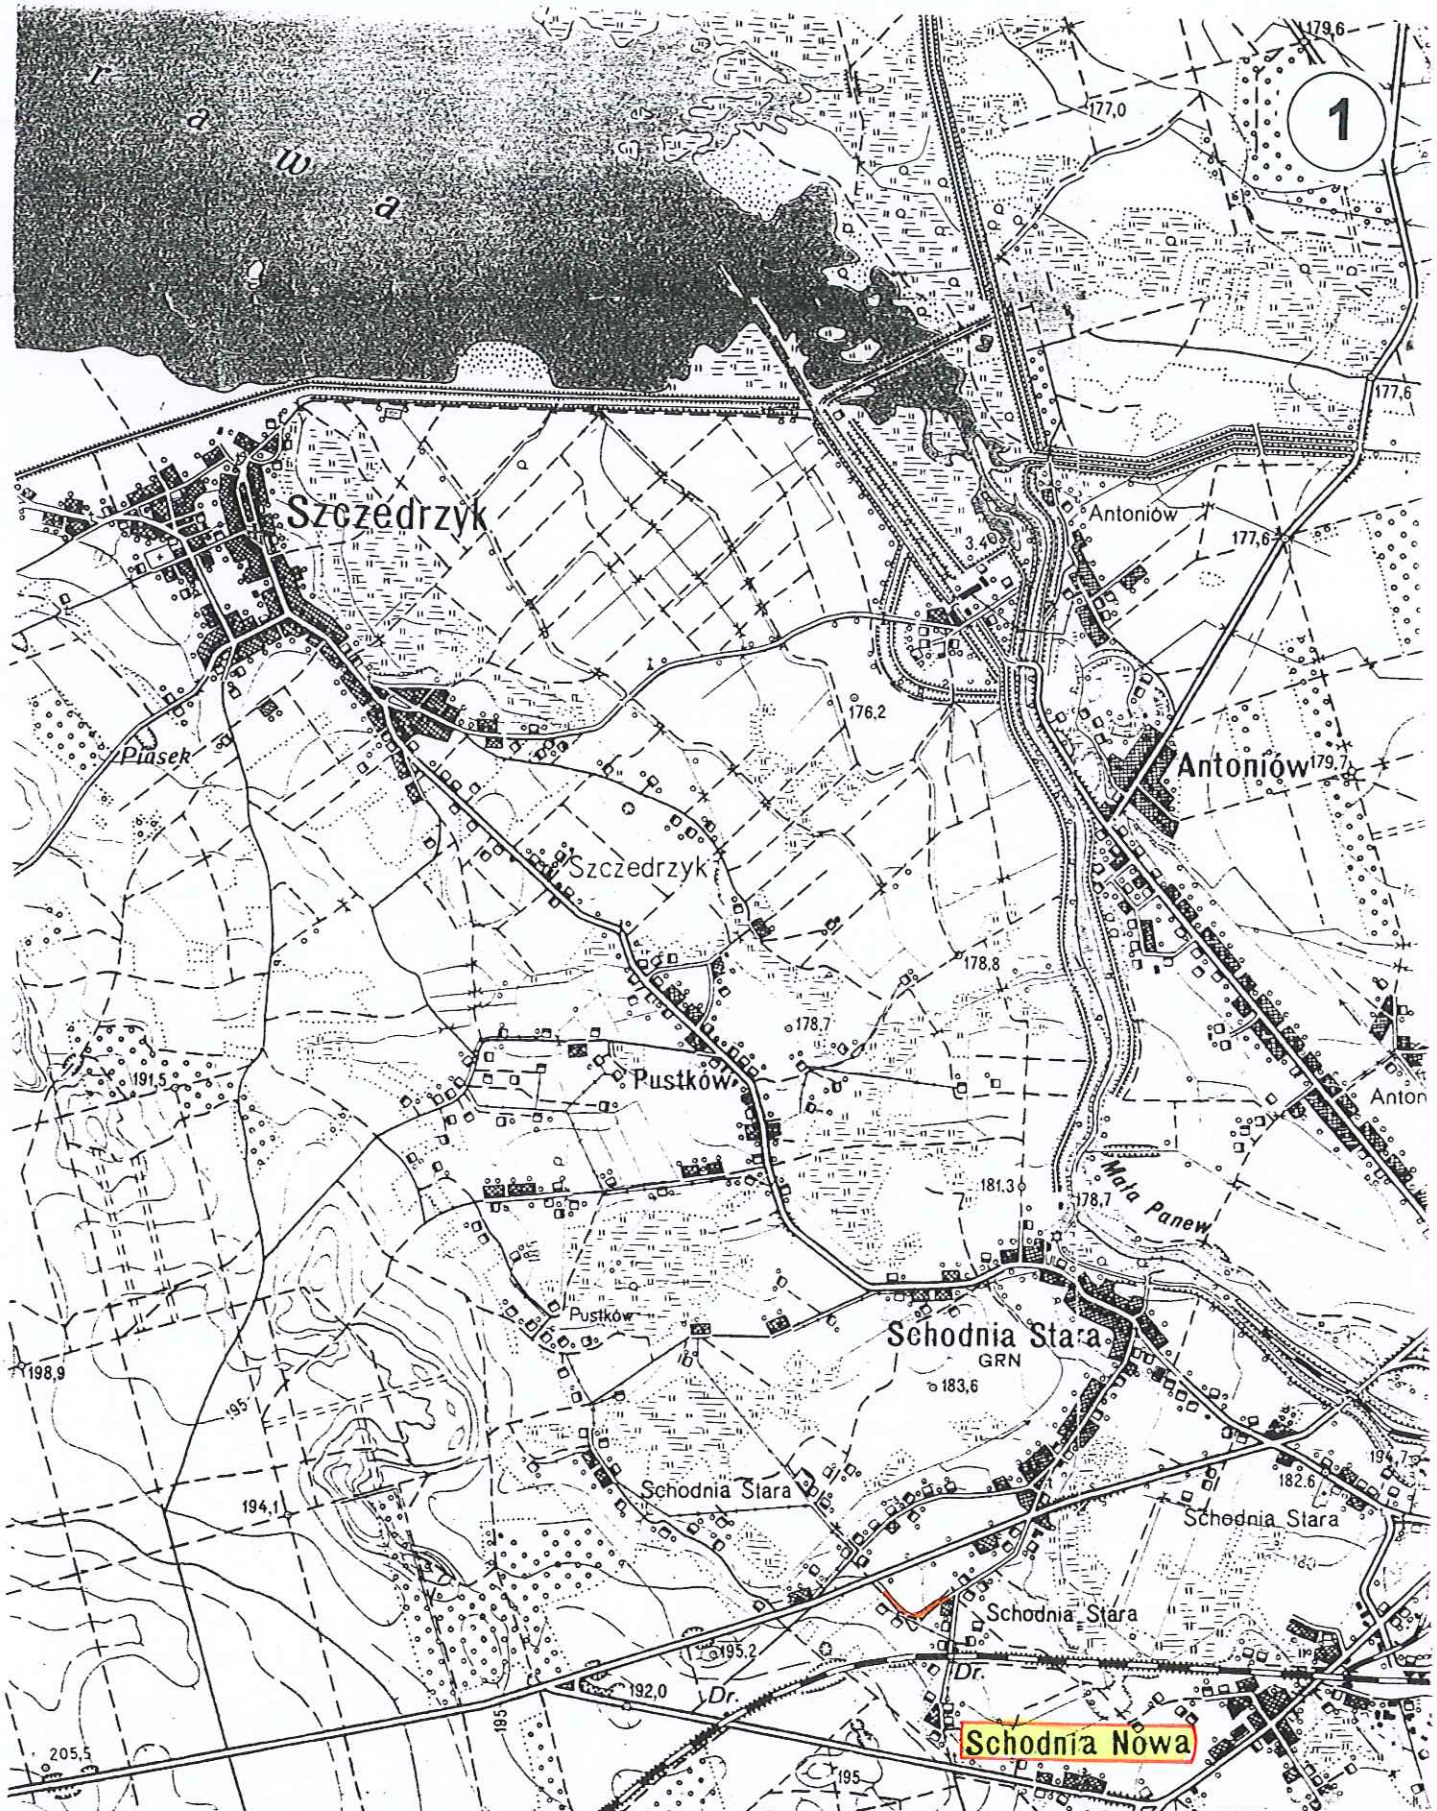 179,6
1
177,0
r
a
w
a
177,6
Szczedrzyk
Antoniów
177,6
3.4
176,2
Piasek
Antoniów
179,7
Szczedrzyk
178,8
178,7
191,5
Pustków
Anton
Mała Panew
181,3
178,7
Pustków
Schodnia Stara
GRN
198,9
183,6
195
194,7
Schodnia Stara
182.6
194,1
Schodnia Stara
180
Schodnia Stara
195,2
Dr.
192,0
Dr.
195
Schodnia Nowa
205,5
195